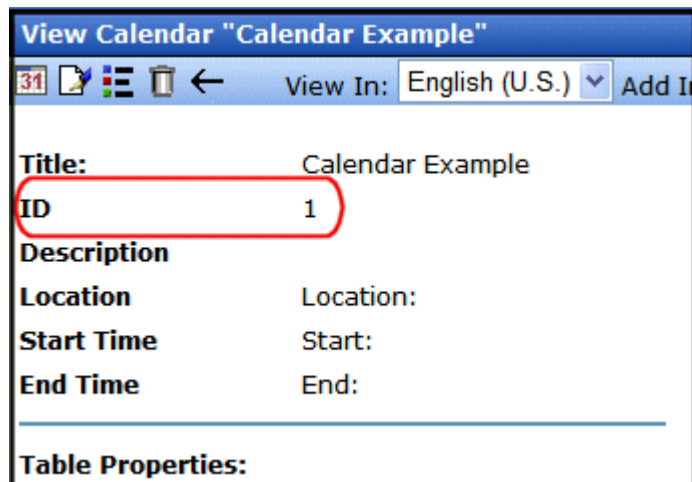 View Calendar "Calendar Example"
31 View In: English (U.S.) Add
Title: Calendar Example
ID 1
Description
Location Location:
Start Time Start:
End Time End:
Table Properties: